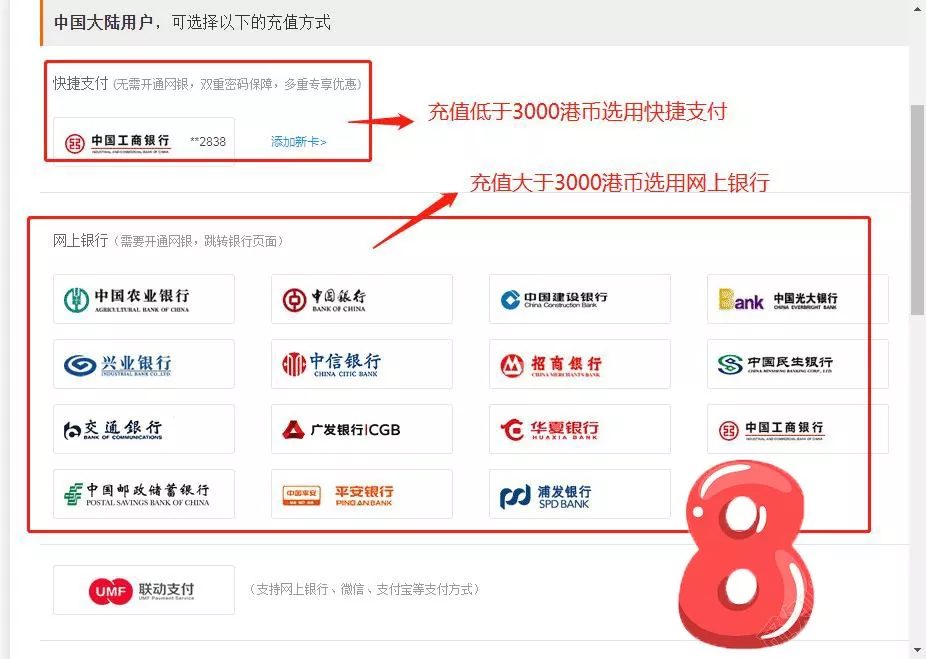 中国大陆用户，可选择以下的充值方式
快捷支付 (无需开通网银，双重密码保障，多重专享优惠)
充值低于3000港币选用快捷支付
中国工商银行 **2838 添加新卡>
INDUSTRIAL AND COMMERCIAL BANK OF CHINA
充值大于3000港币选用网上银行
网上银行（需要开通网银，跳转银行页面）
中国农业银行 中国银行 中国建设银行 Bank 中国光大银行
AGRICULTURAL BANK OF CHINA BANK OF CHINA China Construction Bank CHINA EVERBRIGHT BANK
兴业银行 中信银行 招商银行 中国民生银行
INDUSTRIAL BANK CO.,LTD. CHINA CITIC BANK CHINA MERCHANTS BANK CHINA MINSHENG BANKING CORP., LTD.
交通银行 广发银行|CGB 华夏银行 中国工商银行
BANK OF COMMUNICATIONS HUAXIA BANK INDUSTRIAL AND COMMERCIAL BANK OF CHINA
中国邮政储蓄银行 中国平安 平安银行 浦发银行
POSTAL SAVINGS BANK OF CHINA PINGAN BANK SPD BANK
8
UMF 联动支付 （支持网上银行、微信、支付宝等支付方式）
UMF Payment Service